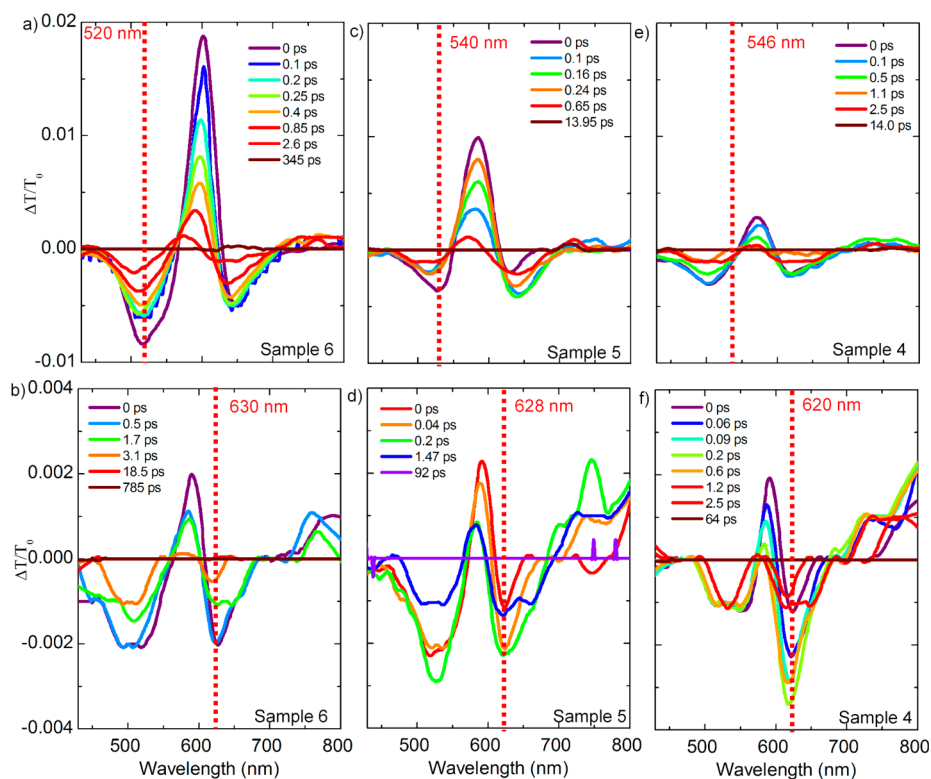 a)
520 nm
0 ps
0.1 ps
0.2 ps
0.25 ps
0.4 ps
0.85 ps
2.6 ps
345 ps
Sample 6
0.02
0.01
0.00
-0.01
ΔT/T₀
c)
540 nm
0 ps
0.1 ps
0.16 ps
0.24 ps
0.65 ps
13.95 ps
Sample 5
e)
546 nm
0 ps
0.1 ps
0.5 ps
1.1 ps
2.5 ps
14.0 ps
Sample 4
b)
630 nm
0 ps
0.5 ps
1.7 ps
3.1 ps
18.5 ps
785 ps
Sample 6
0.004
0.002
0.000
-0.002
-0.004
ΔT/T₀
500 600 700 800
Wavelength (nm)
d)
628 nm
0 ps
0.04 ps
0.2 ps
1.47 ps
92 ps
Sample 5
500 600 700 800
Wavelength (nm)
f)
620 nm
0 ps
0.06 ps
0.09 ps
0.2 ps
0.6 ps
1.2 ps
2.5 ps
64 ps
Sample 4
500 600 700 800
Wavelength (nm)